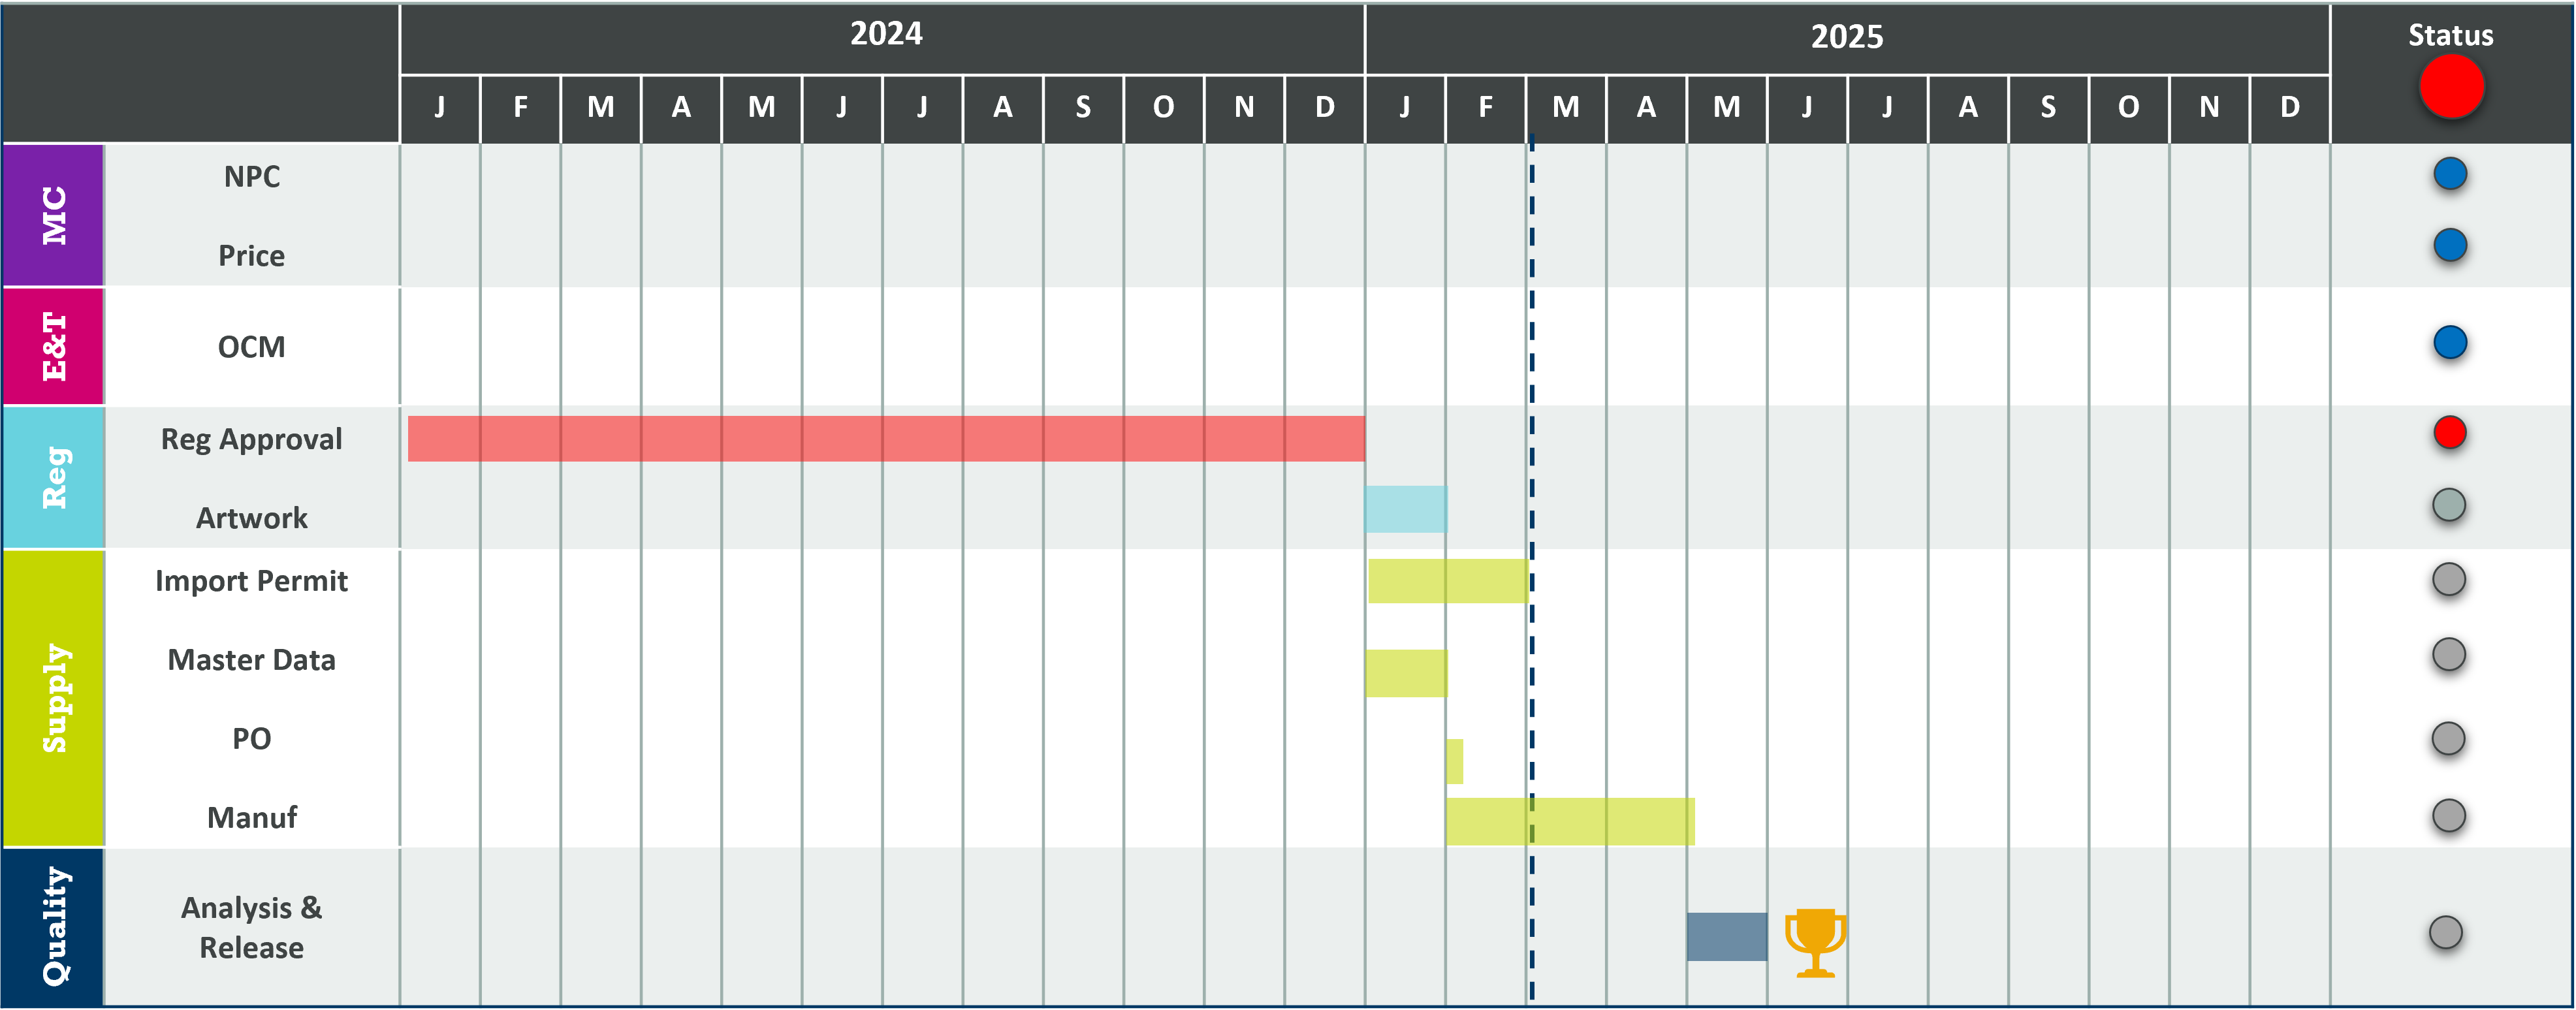 2024 2025 Status
J F M A M J J A S O N D J F M A M J J A S O N D
MC
NPC
Price
E&T
OCM
Reg
Reg Approval
Artwork
Supply
Import Permit
Master Data
PO
Manuf
Quality
Analysis &
Release